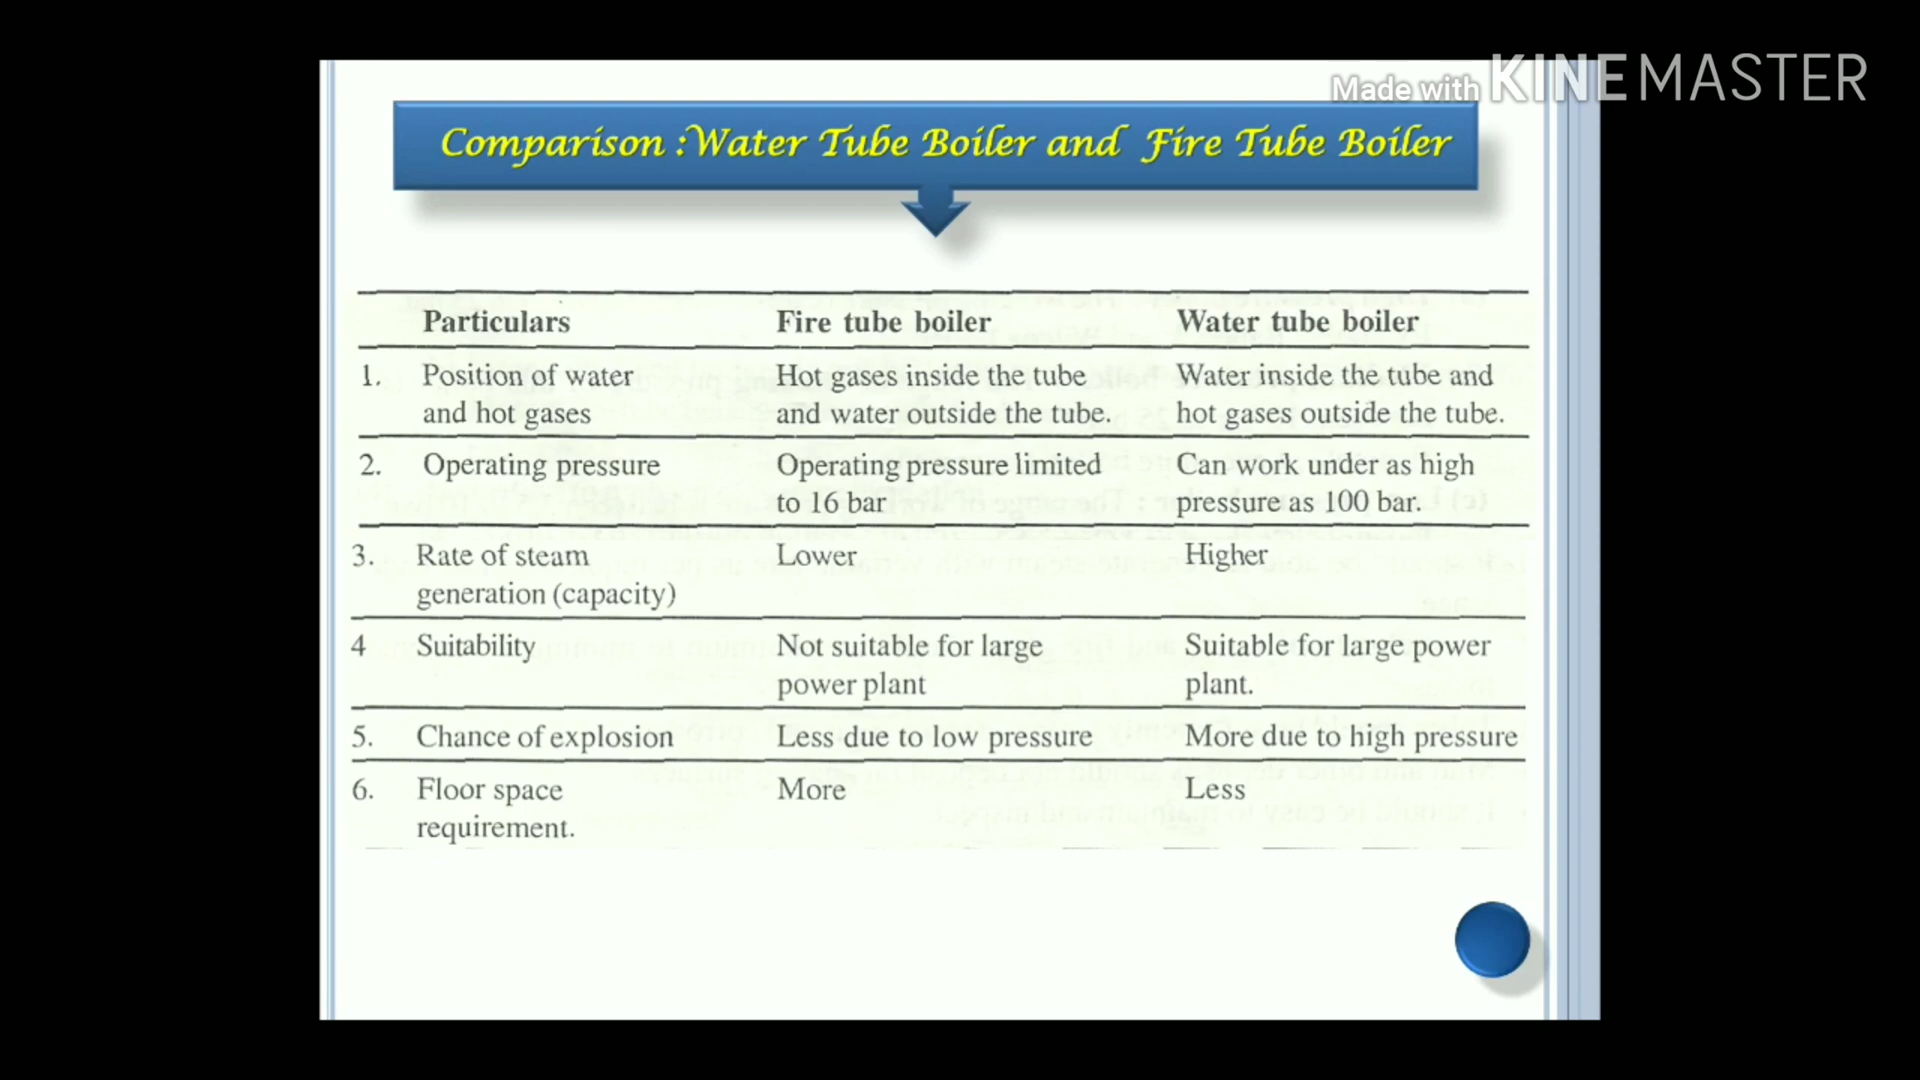 Made with KINEMASTER
Comparison :Water Tube Boiler and Fire Tube Boiler
Particulars Fire tube boiler Water tube boiler
1. Position of water Hot gases inside the tube Water inside the tube and
and hot gases and water outside the tube. hot gases outside the tube.
2. Operating pressure Operating pressure limited Can work under as high
to 16 bar pressure as 100 bar.
3. Rate of steam Lower Higher
generation (capacity)
4 Suitability Not suitable for large Suitable for large power
power plant plant.
5. Chance of explosion Less due to low pressure More due to high pressure
6. Floor space More Less
requirement.